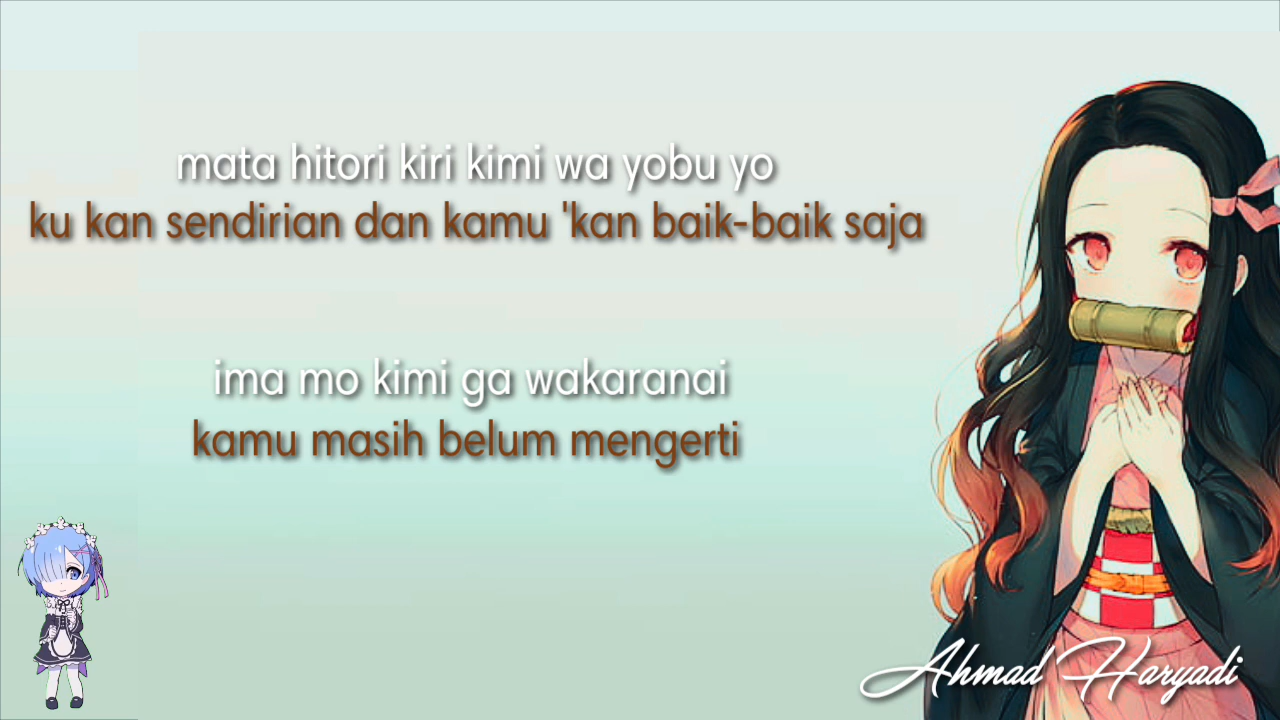 mata hitori kiri kimi wa yobu yo
ku kan sendirian dan kamu 'kan baik-baik saja
ima mo kimi ga wakaranai
kamu masih belum mengerti
Ahmad Haryadi